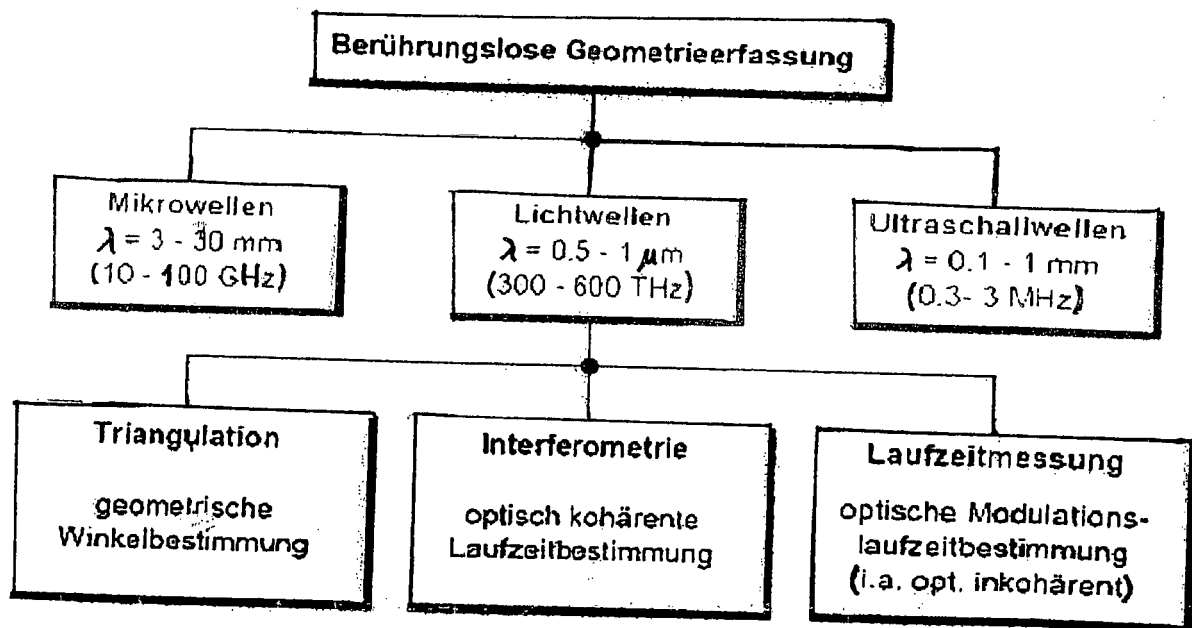 Berührungslose Geometrieerfassung
Mikrowellen
λ = 3 - 30 mm
(10 - 100 GHz)
Lichtwellen
λ = 0.5 - 1 μm
(300 - 600 THz)
Ultraschallwellen
λ = 0.1 - 1 mm
(0.3- 3 MHz)
Triangulation
geometrische
Winkelbestimmung
Interferometrie
optisch kohärente
Laufzeitbestimmung
Laufzeitmessung
optische Modulations-
laufzeitbestimmung
(i.a. opt. inkohärent)